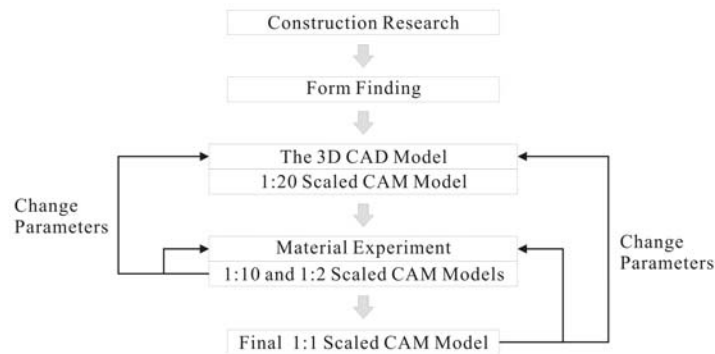 Construction Research
Form Finding
The 3D CAD Model
1:20 Scaled CAM Model
Change
Parameters
Material Experiment
1:10 and 1:2 Scaled CAM Models
Change
Parameters
Final 1:1 Scaled CAM Model